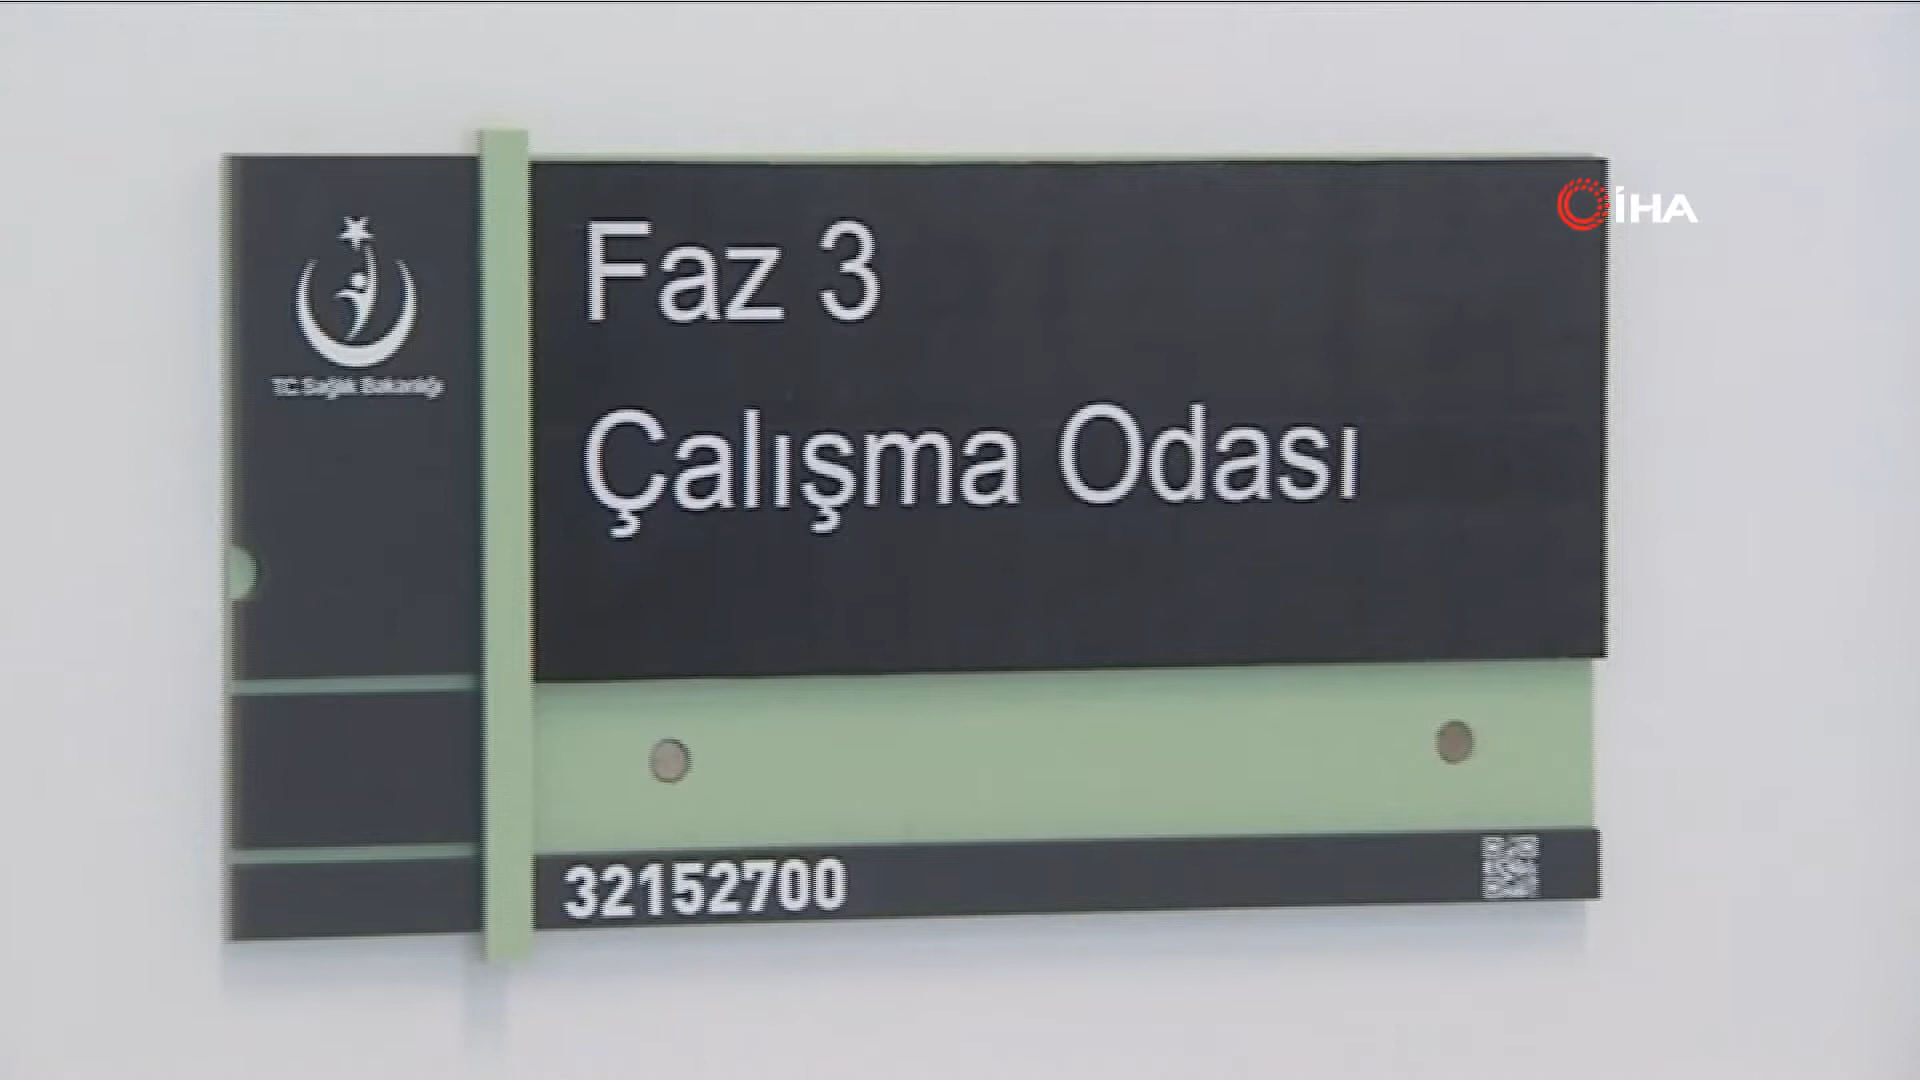 İHA
Faz 3
Çalışma Odası
T.C. Sağlık Bakanlığı
32152700